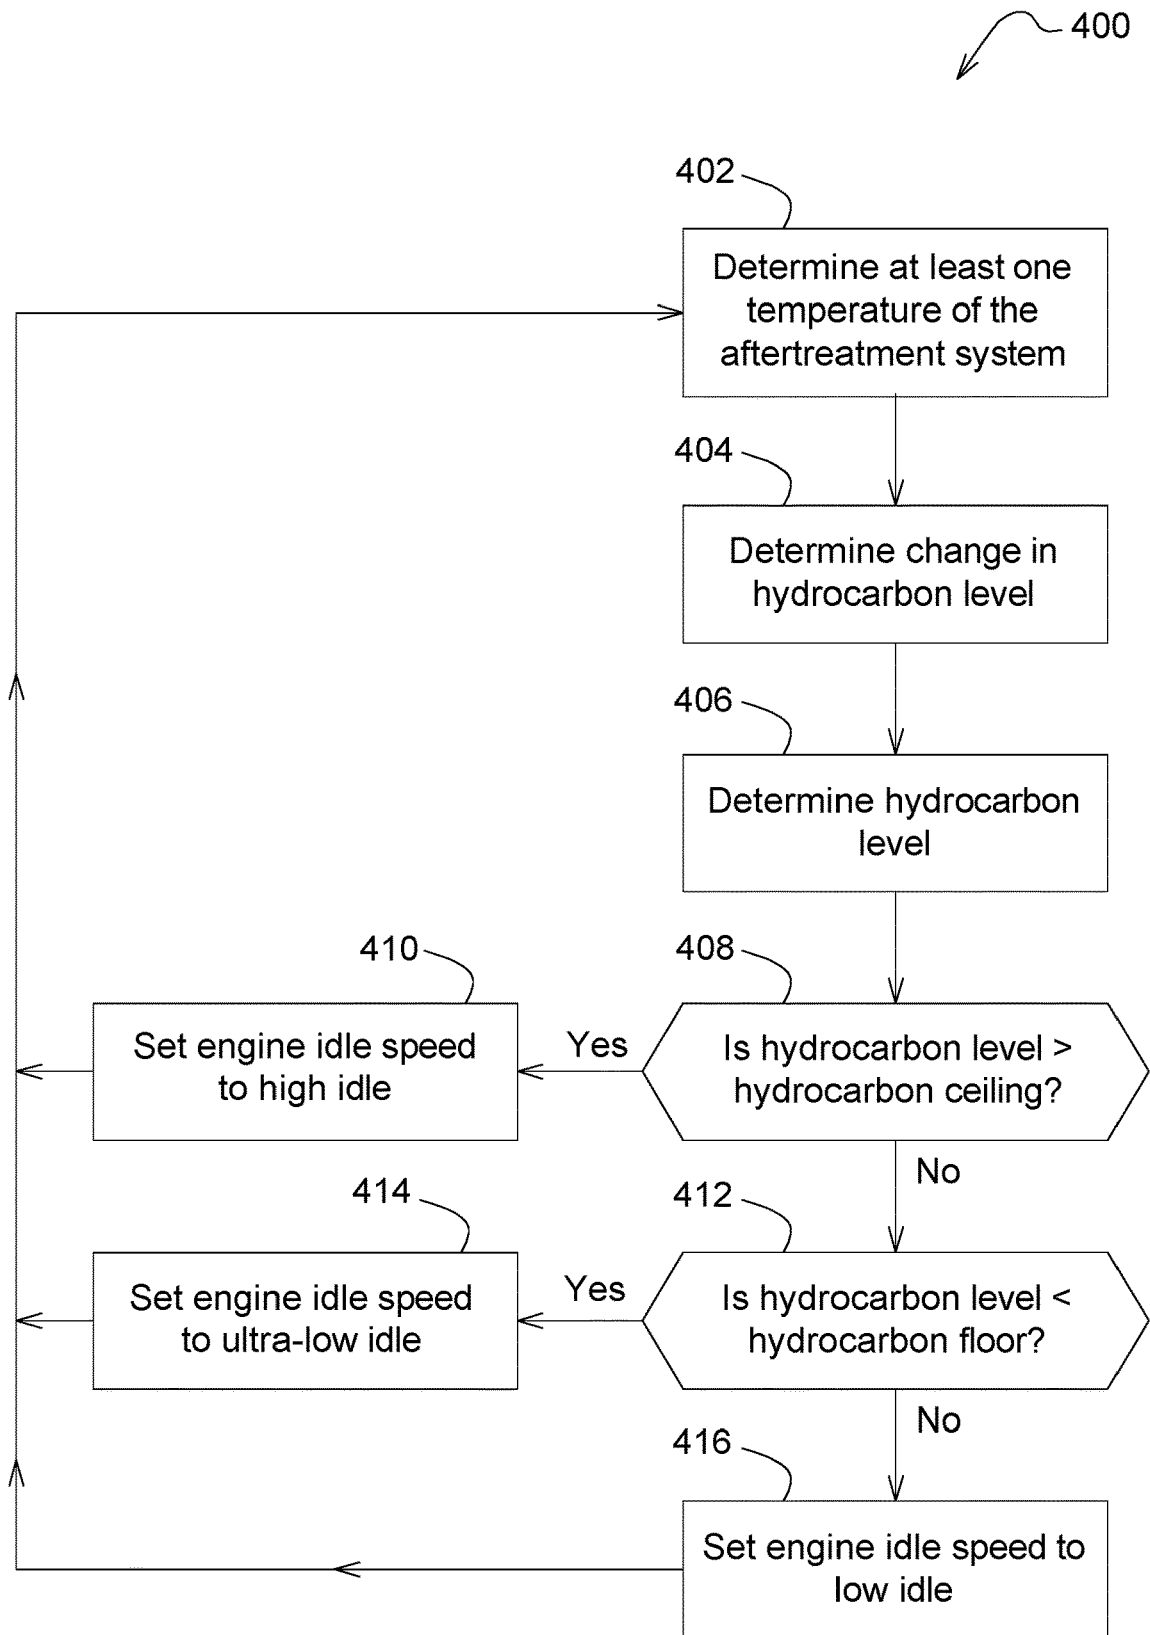 400
402
Determine at least one
temperature of the
aftertreatment system
404
Determine change in
hydrocarbon level
406
Determine hydrocarbon
level
410
408
Set engine idle speed
to high idle
Yes
Is hydrocarbon level >
hydrocarbon ceiling?
No
414
412
Set engine idle speed
to ultra-low idle
Yes
Is hydrocarbon level <
hydrocarbon floor?
No
416
Set engine idle speed to
low idle